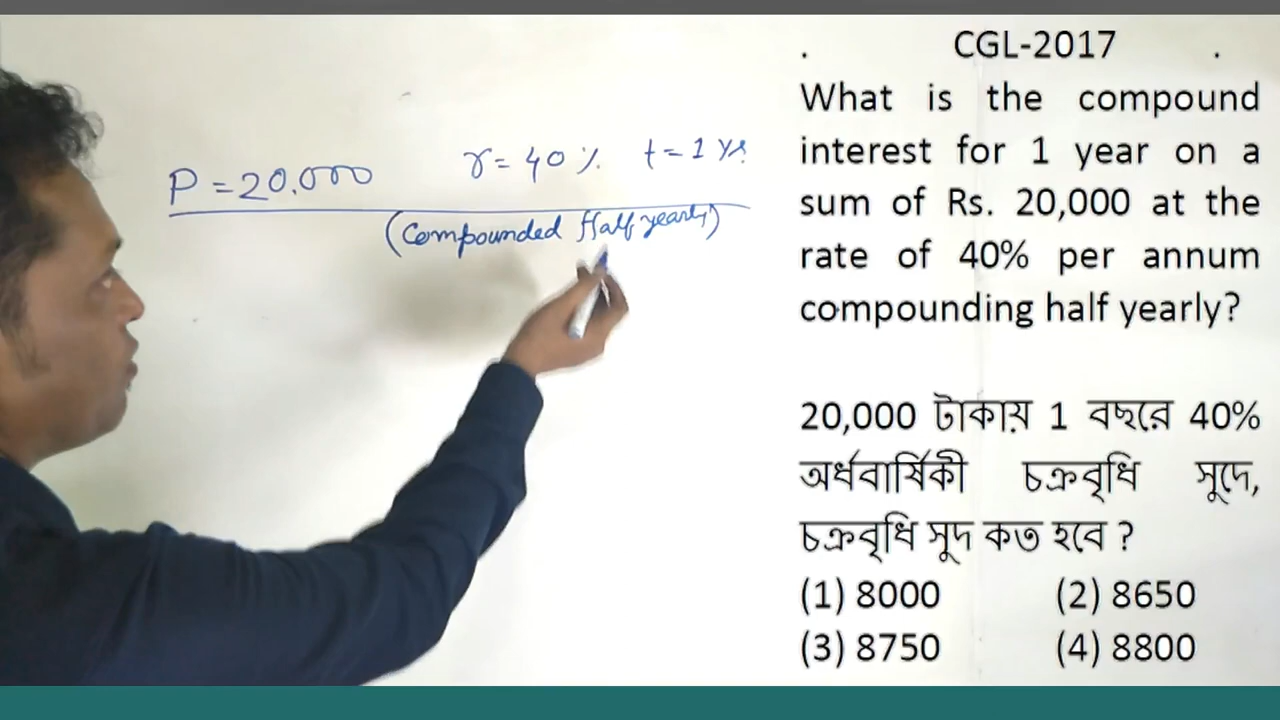 P = 20,000 r = 40 % t = 1 yr.
(Compounded Half yearly)
. CGL-2017 .
What is the compound
interest for 1 year on a
sum of Rs. 20,000 at the
rate of 40% per annum
compounding half yearly?
20,000 টাকায় 1 বছরে 40%
অর্ধবার্ষিকী চক্রবৃধি সুদে,
চক্রবৃধি সুদ কত হবে ?
(1) 8000 (2) 8650
(3) 8750 (4) 8800